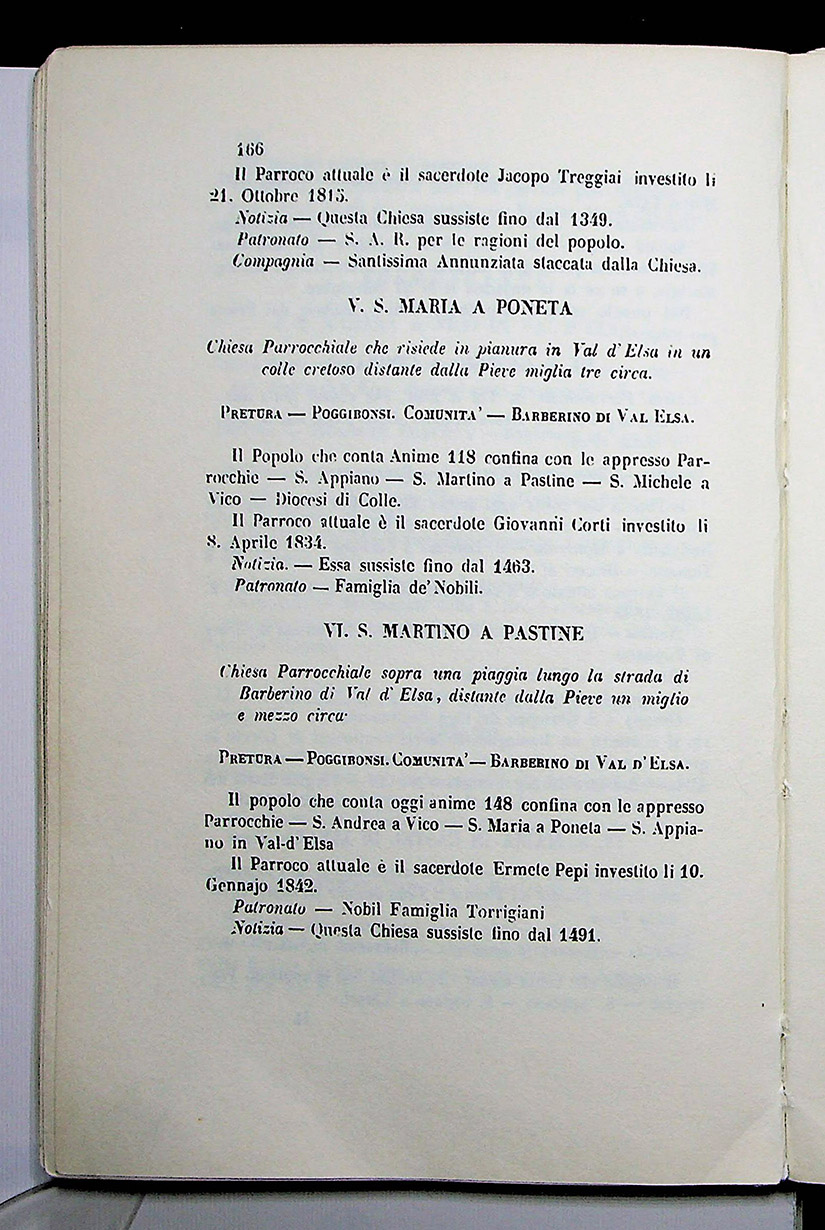 166
Il Parroco attuale è il sacerdote Jacopo Treggiai investito li
21. Ottobre 1815.
Notizia — Questa Chiesa sussiste fino dal 1349.
Patronato — S. A. R. per le ragioni del popolo.
Compagnia — Santissima Annunziata staccata dalla Chiesa.
V. S. MARIA A PONETA
Chiesa Parrocchiale che risiede in pianura in Val d'Elsa in un
colle cretoso distante dalla Pieve miglia tre circa.
PRETURA — POGGIBONSI. COMUNITA' — BARBERINO DI VAL ELSA.
Il Popolo che conta Anime 118 confina con le appresso Par-
rocchie — S. Appiano — S. Martino a Pastine — S. Michele a
Vico — Diocesi di Colle.
Il Parroco attuale è il sacerdote Giovanni Corti investito li
8. Aprile 1834.
Notizia. — Essa sussiste fino dal 1463.
Patronato — Famiglia de' Nobili.
VI. S. MARTINO A PASTINE
Chiesa Parrocchiale sopra una piaggia lungo la strada di
Barberino di Val d'Elsa, distante dalla Pieve un miglio
e mezzo circa.
PRETURA — POGGIBONSI. COMUNITA' — BARBERINO DI VAL D'ELSA.
Il popolo che conta oggi anime 148 confina con le appresso
Parrocchie — S. Andrea a Vico — S. Maria a Poneta — S. Appia-
no in Val-d'Elsa
Il Parroco attuale è il sacerdote Ermete Pepi investito li 10.
Gennajo 1842.
Patronato — Nobil Famiglia Torrigiani
Notizia — Questa Chiesa sussiste fino dal 1491.